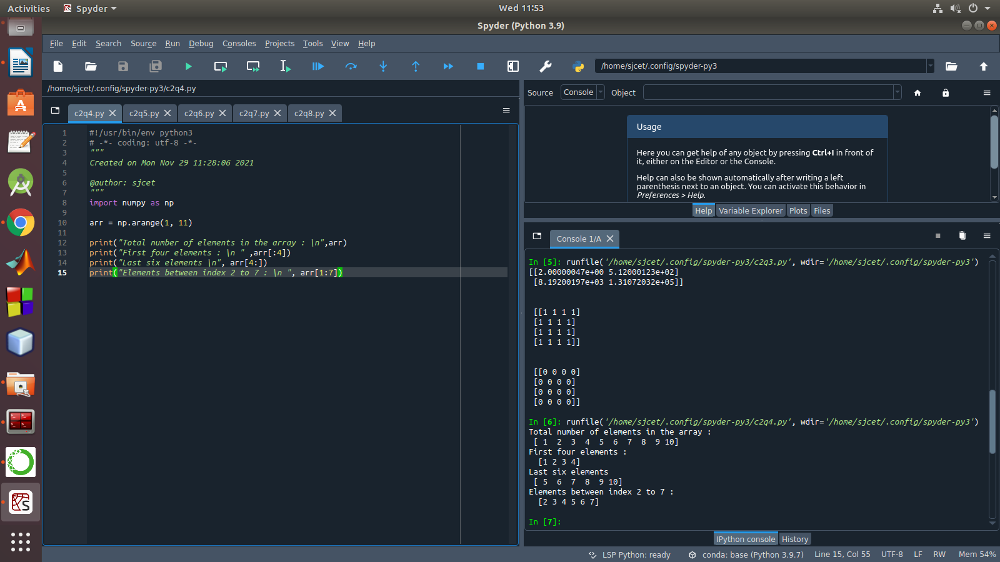 Activities Spyder Wed 11:53
Spyder (Python 3.9)
File Edit Search Source Run Debug Consoles Projects Tools View Help
/home/sjcet/.config/spyder-py3
/home/sjcet/.config/spyder-py3/c2q4.py
c2q4.py c2q5.py c2q6.py c2q7.py c2q8.py
1 #!/usr/bin/env python3
2 # -*- coding: utf-8 -*-
3 """
4 Created on Mon Nov 29 11:28:06 2021
5
6 @author: sjcet
7 """
8 import numpy as np
9
10 arr = np.arange(1, 11)
11
12 print("Total number of elements in the array : \n",arr)
13 print("First four elements : \n " ,arr[:4])
14 print("Last six elements \n", arr[4:])
15 print("Elements between index 2 to 7 : \n ", arr[1:7])
Source Console Object
Usage
Here you can get help of any object by pressing Ctrl+I in front of
it, either on the Editor or the Console.
Help can also be shown automatically after writing a left
parenthesis next to an object. You can activate this behavior in
Preferences > Help.
Help Variable Explorer Plots Files
Console 1/A
In [5]: runfile('/home/sjcet/.config/spyder-py3/c2q3.py', wdir='/home/sjcet/.config/spyder-py3')
[[2.00000047e+00 5.12000123e+02]
[8.19200197e+03 1.31072032e+05]]
[[1 1 1 1]
[1 1 1 1]
[1 1 1 1]
[1 1 1 1]]
[[0 0 0 0]
[0 0 0 0]
[0 0 0 0]
[0 0 0 0]]
In [6]: runfile('/home/sjcet/.config/spyder-py3/c2q4.py', wdir='/home/sjcet/.config/spyder-py3')
Total number of elements in the array :
[ 1 2 3 4 5 6 7 8 9 10]
First four elements :
[1 2 3 4]
Last six elements
[ 5 6 7 8 9 10]
Elements between index 2 to 7 :
[2 3 4 5 6 7]
In [7]:
IPython console History
LSP Python: ready conda: base (Python 3.9.7) Line 15, Col 55 UTF-8 LF RW Mem 54%